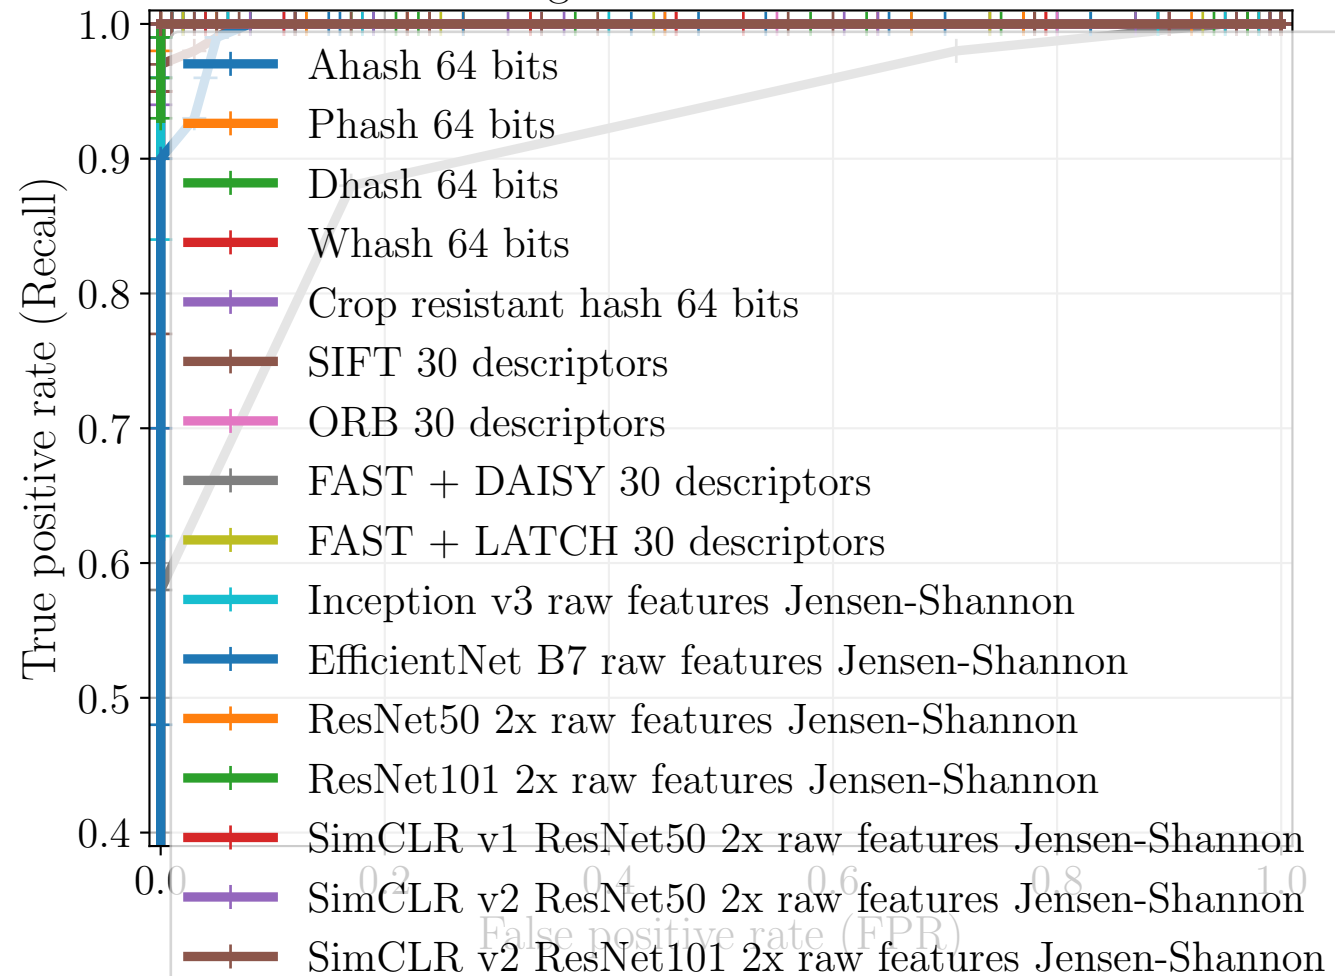 1.0
0.9
0.8
0.7
0.6
0.5
0.4
True positive rate (Recall)
Ahash 64 bits
Phash 64 bits
Dhash 64 bits
Whash 64 bits
Crop resistant hash 64 bits
SIFT 30 descriptors
ORB 30 descriptors
FAST + DAISY 30 descriptors
FAST + LATCH 30 descriptors
Inception v3 raw features Jensen-Shannon
EfficientNet B7 raw features Jensen-Shannon
ResNet50 2x raw features Jensen-Shannon
ResNet101 2x raw features Jensen-Shannon
SimCLR v1 ResNet50 2x raw features Jensen-Shannon
SimCLR v2 ResNet50 2x raw features Jensen-Shannon
SimCLR v2 ResNet101 2x raw features Jensen-Shannon
0.0 0.2 0.4 0.6 0.8 1.0
False positive rate (FPR)